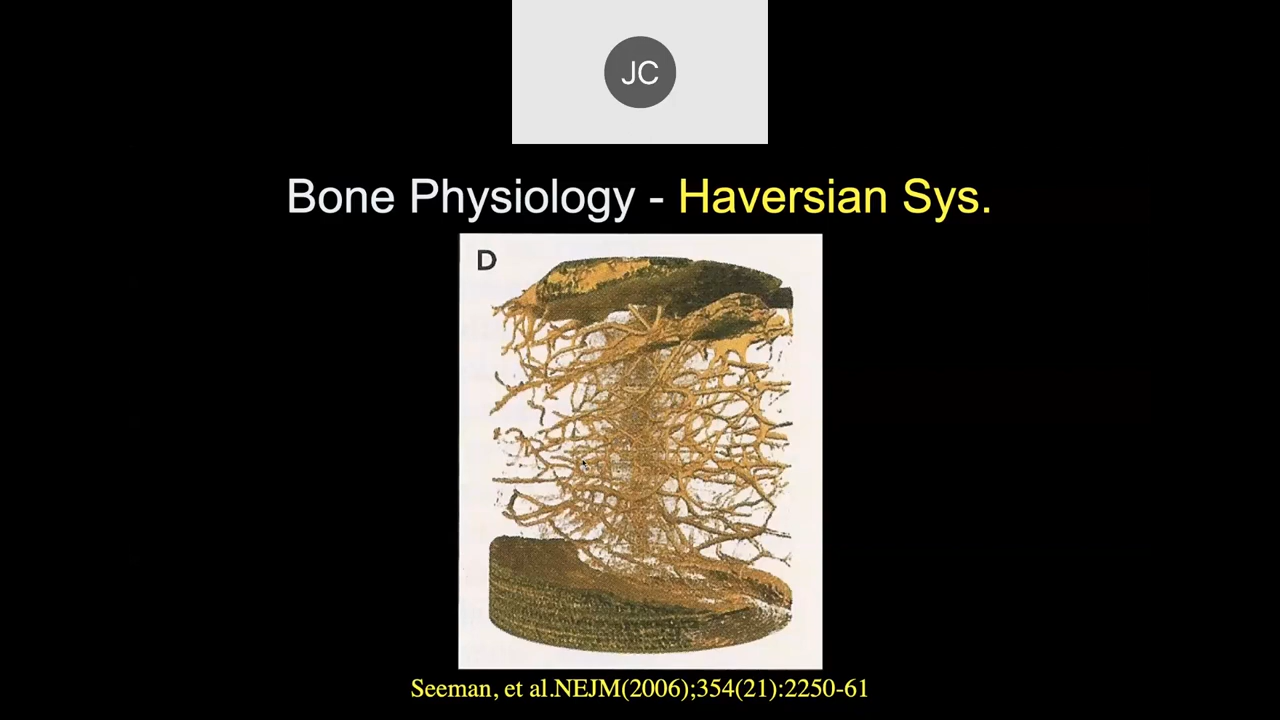 JC
Bone Physiology - Haversian Sys.
D
Seeman, et al.NEJM(2006);354(21):2250-61